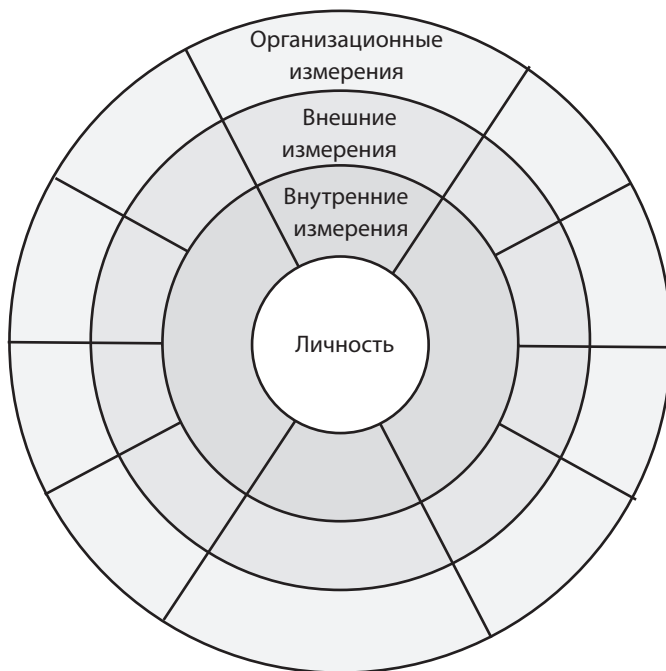 Организационные
измерения
Внешние
измерения
Внутренние
измерения
Личность